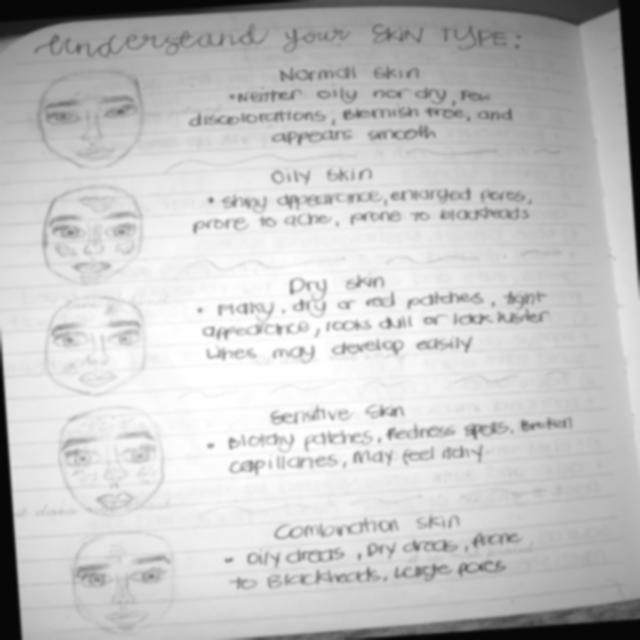 Understand your SKIN TYPE:
Normal Skin
• Neither oily nor dry, Few
discolorations, Blemish free, and
appears smooth
Oily Skin
• Shiny appearance, enlarged pores,
prone to acne, prone to blackheads
Dry Skin
• Flaky, dry or red patches, tight
appearance, looks dull or lack luster
Lines may develop easily
Sensitive Skin
• Blotchy patches, Redness spots, Broken
capillaries, May feel itchy
Combination Skin
• Oily areas, Dry areas, Prone
to Blackheads, Large pores